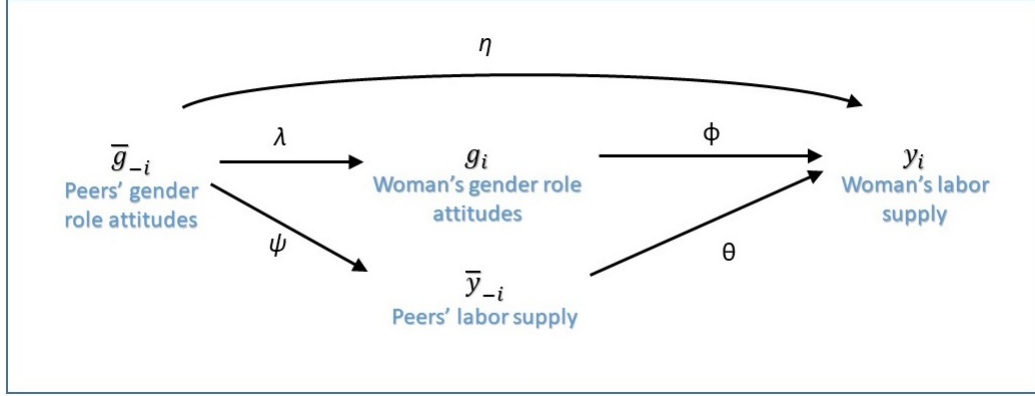 η
λ
ϕ
g̅₋ᵢ
gᵢ
yᵢ
Peers’ gender
role attitudes
Woman’s gender role
attitudes
Woman’s labor
supply
ψ
θ
y̅₋ᵢ
Peers’ labor supply